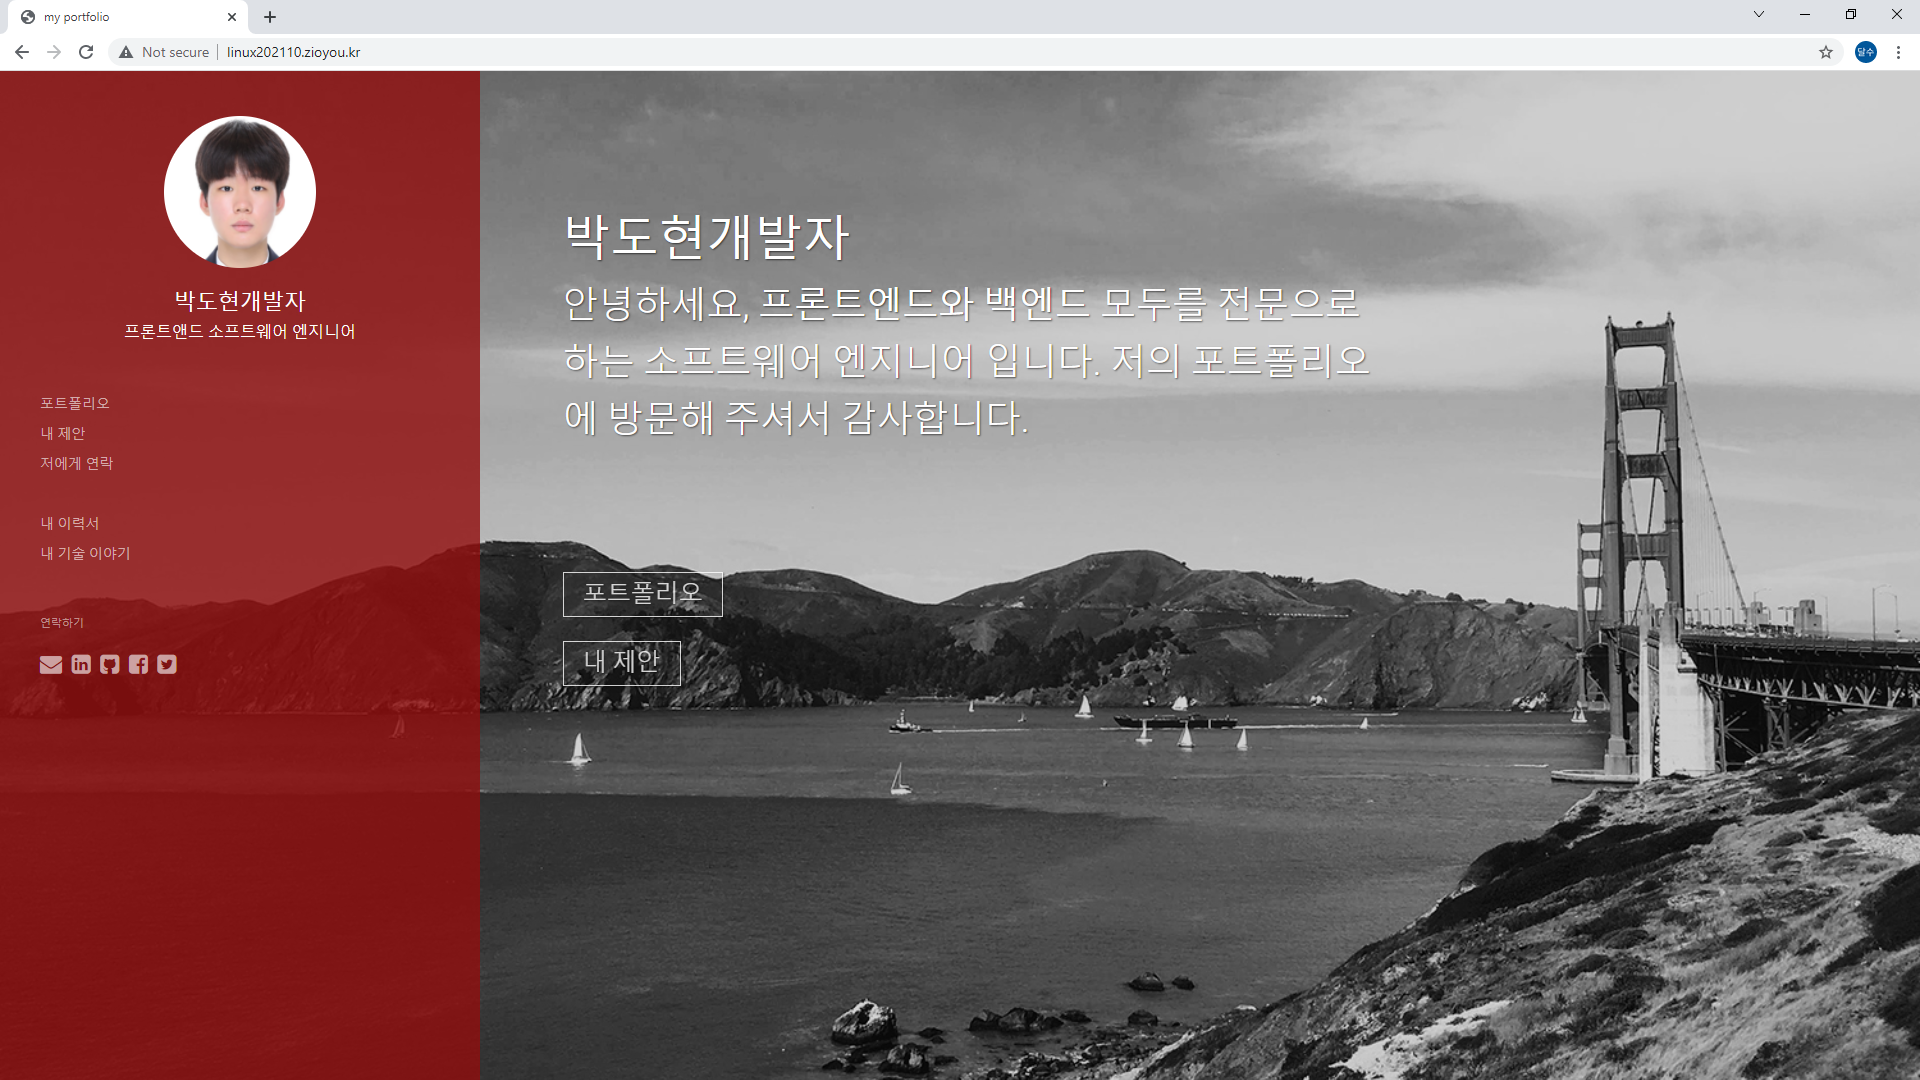 my portfolio
Not secure
linux202110.zioyou.kr
달수
박도현개발자
프론트앤드 소프트웨어 엔지니어
포트폴리오
내 제안
저에게 연락
내 이력서
내 기술 이야기
연락하기
박도현개발자
안녕하세요, 프론트엔드와 백엔드 모두를 전문으로
하는 소프트웨어 엔지니어 입니다. 저의 포트폴리오
에 방문해 주셔서 감사합니다.
포트폴리오
내 제안